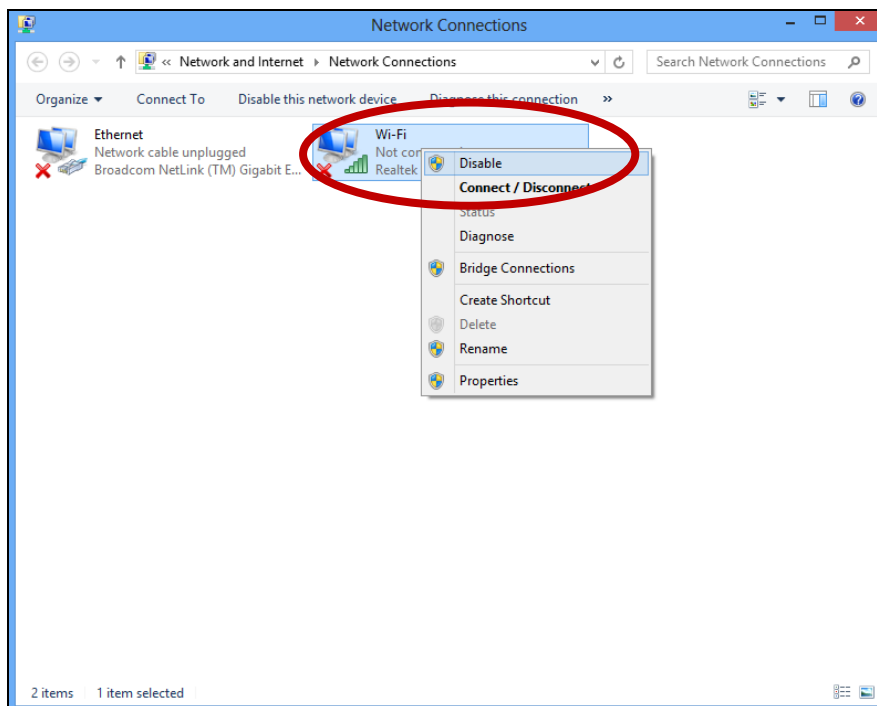 Network Connections
« Network and Internet Network Connections
Search Network Connections
Organize Connect To Disable this network device Diagnose this connection »
Ethernet
Network cable unplugged
Broadcom NetLink (TM) Gigabit E...
Wi-Fi
Not
Realtek
Disable
Connect / Disconnect
Status
Diagnose
Bridge Connections
Create Shortcut
Delete
Rename
Properties
2 items 1 item selected